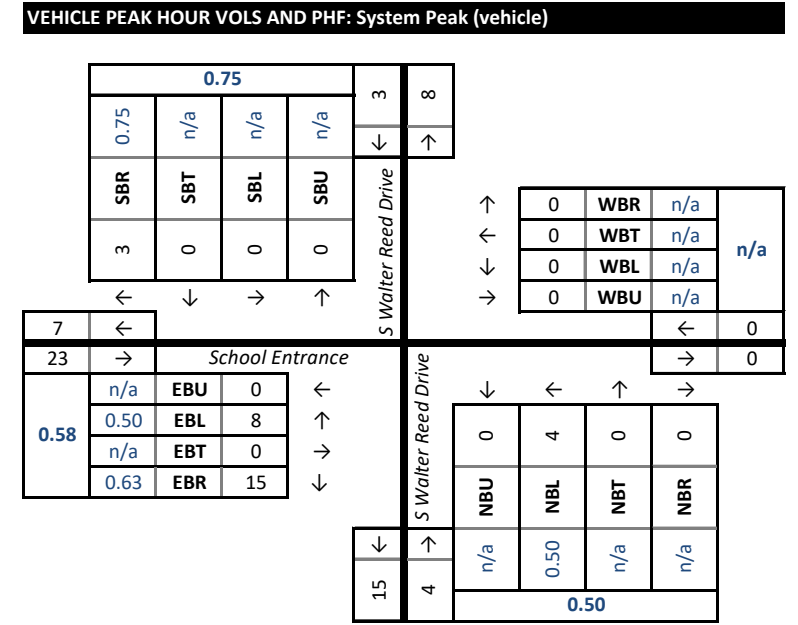 VEHICLE PEAK HOUR VOLS AND PHF: System Peak (vehicle)
0.75
0.75 n/a n/a n/a
SBR SBT SBL SBU
3 0 0 0
← ↓ → ↑
3 8
↓ ↑
S Walter Reed Drive
↑ 0 WBR n/a
← 0 WBT n/a
↓ 0 WBL n/a
→ 0 WBU n/a
n/a
← 0
→ 0
7 ←
23 → School Entrance
0.58
n/a EBU 0 ←
0.50 EBL 8 ↑
n/a EBT 0 →
0.63 EBR 15 ↓
S Walter Reed Drive
↓ ↑
15 4
↓ ← ↑ →
0 4 0 0
NBU NBL NBT NBR
n/a 0.50 n/a n/a
0.50